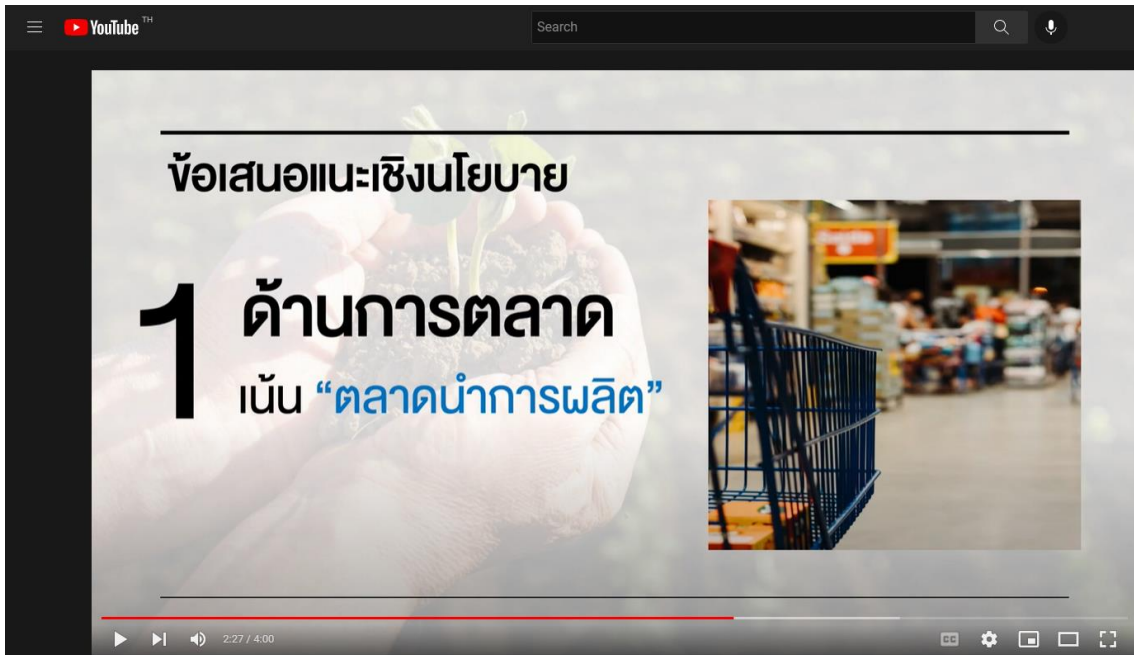 YouTube TH
Search
ข้อเสนอแนะเชิงนโยบาย
1
ด้านการตลาด
เน้น “ตลาดนำการผลิต”
2:27 / 4:00
CC